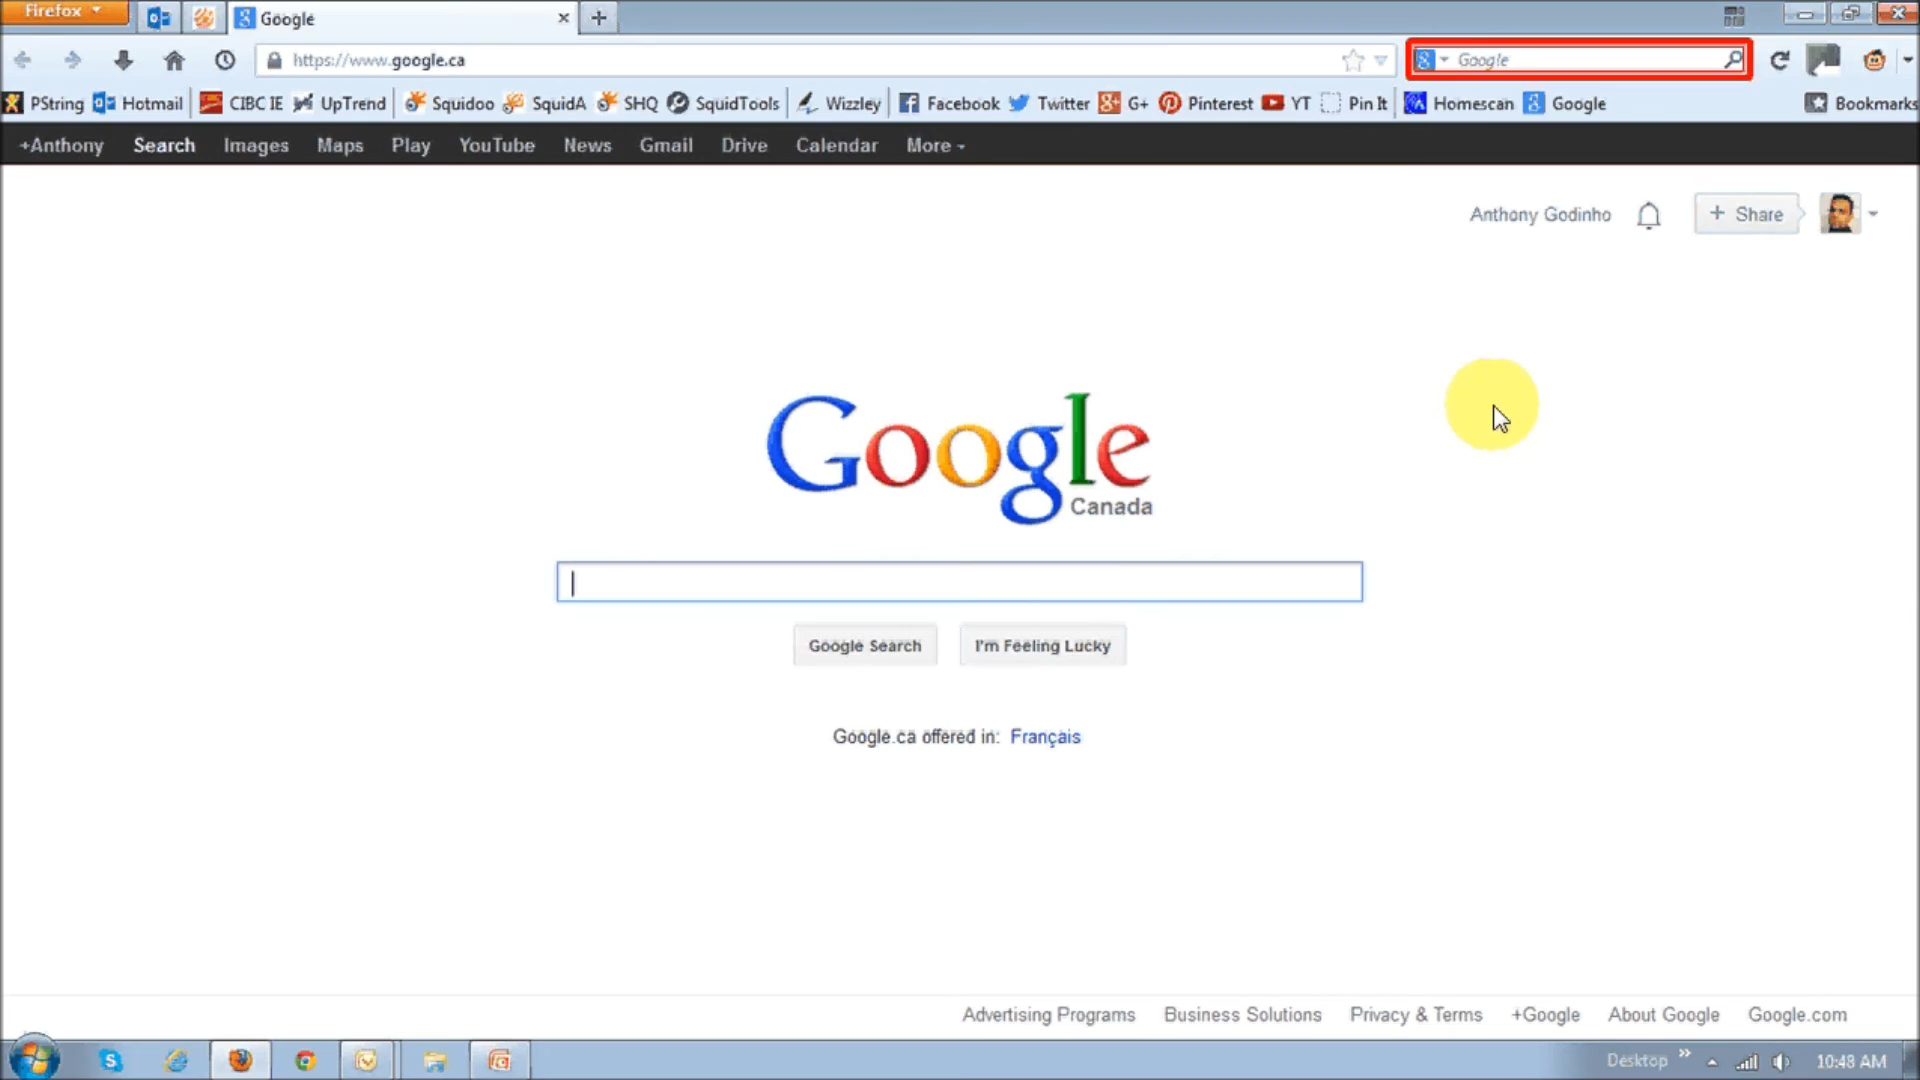 Firefox
Google
https://www.google.ca
Google
PString Hotmail CIBC IE UpTrend Squidoo SquidA SHQ SquidTools Wizzley Facebook Twitter G+ Pinterest YT Pin It Homescan Google Bookmarks
+Anthony Search Images Maps Play YouTube News Gmail Drive Calendar More
Anthony Godinho + Share
Google
Canada
Google Search I'm Feeling Lucky
Google.ca offered in: Français
Advertising Programs Business Solutions Privacy & Terms +Google About Google Google.com
Desktop » 10:48 AM